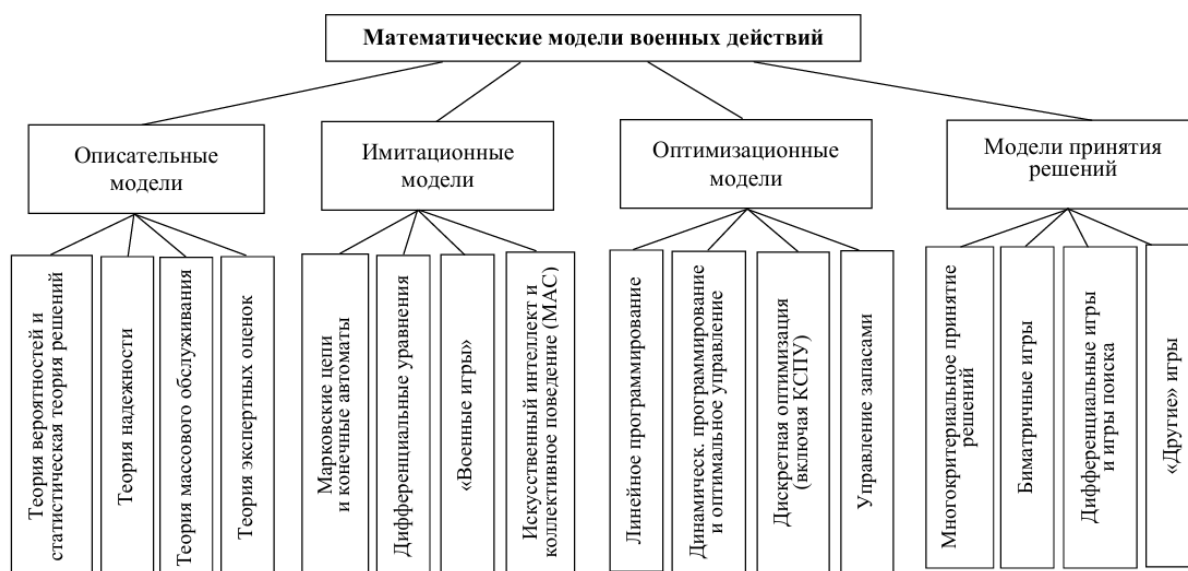 Математические модели военных действий
Описательные
модели
Имитационные
модели
Оптимизационные
модели
Модели принятия
решений
Теория вероятностей и
статистическая теория решений
Теория надежности
Теория массового обслуживания
Теория экспертных оценок
Марковские цепи
и конечные автоматы
Дифференциальные уравнения
«Военные игры»
Искусственный интеллект и
коллективное поведение (МАС)
Линейное программирование
Динамическ. программирование
и оптимальное управление
Дискретная оптимизация
(включая КСПУ)
Управление запасами
Многокритериальное принятие
решений
Биматричные игры
Дифференциальные игры
и игры поиска
«Другие» игры